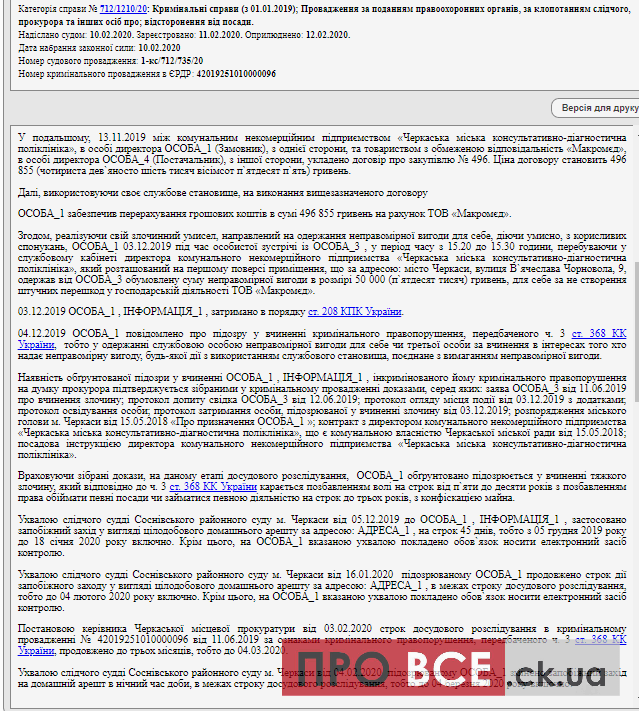 Категорія справи № 712/1210/20: Кримінальні справи (з 01.01.2019); Провадження за поданням правоохоронних органів, за клопотанням слідчого,
прокурора та інших осіб про; відсторонення від посади.
Надіслано судом: 10.02.2020. Зареєстровано: 11.02.2020. Оприлюднено: 12.02.2020.
Дата набрання законної сили: 10.02.2020
Номер судового провадження: 1-кс/712/735/20
Номер кримінального провадження в ЄРДР: 42019251010000096
Версія для друку
У подальшому, 13.11.2019 між комунальним некомерційним підприємством «Черкаська міська консультативно-діагностична
поліклініка», в особі директора ОСОБА_1 (Замовник), з однієї сторони, та товариством з обмеженою відповідальність «Макромєд»,
в особі директора ОСОБА_4 (Постачальник), з іншої сторони, укладено договір про закупівлю № 496. Ціна договору становить 496
855 (чотириста дев`яносто шість тисяч вісімсот п`ятдесят п`ять) гривень.
Далі, використовуючи своє службове становище, на виконання вищезазначеного договору
ОСОБА_1 забезпечив перерахування грошових коштів в сумі 496 855 гривень на рахунок ТОВ «Макромєд».
Згодом, реалізуючи свій злочинний умисел, направлений на одержання неправомірної вигоди для себе, діючи умисно, з корисливих
спонукань, ОСОБА_1 03.12.2019 під час особистої зустрічі із ОСОБА_3 , у період часу з 15.20 до 15.30 години, перебуваючи у
службовому кабінеті директора комунального некомерційного підприємства «Черкаська міська консультативно-діагностична
поліклініка», який розташований на першому поверсі приміщення, що за адресою: місто Черкаси, вулиця В`ячеслава Чорновола, 9,
одержав від ОСОБА_3 обумовлену суму неправомірної вигоди в розмірі 50 000 (п`ятдесят тисяч) гривень, для себе за не створення
штучних перешкод у господарській діяльності ТОВ «Макромєд».
03.12.2019 ОСОБА_1 , ІНФОРМАЦІЯ_1 , затримано в порядку ст. 208 КПК України.
04.12.2019 ОСОБА_1 повідомлено про підозру у вчиненні кримінального правопорушення, передбаченого ч. 3 ст. 368 КК
України, тобто у одержанні службовою особою неправомірної вигоди для себе чи третьої особи за вчинення в інтересах того хто
надає неправомірну вигоду, будь-якої дії з використанням службового становища, поєднане з вимаганням неправомірної вигоди.
Наявність обґрунтованої підозри у вчиненні ОСОБА_1 , ІНФОРМАЦІЯ_1 , інкримінованого йому кримінального правопорушення
на думку прокурора підтверджується зібраними у кримінальному провадженні доказами, серед яких: заява ОСОБА_3 від 11.06.2019
про вчинення злочину; протокол допиту свідка ОСОБА_3 від 12.06.2019; протокол огляду місця події від 03.12.2019 з додатками;
протокол освідування особи; протокол затримання особи, підозрюваної у вчиненні злочину від 03.12.2019; розпорядження міського
голови м. Черкаси від 15.05.2018 «Про призначення ОСОБА_1 »; контракт з директором комунального некомерційного підприємства
«Черкаська міська консультативно-діагностична поліклініка», що є комунальною власністю Черкаської міської ради від 15.05.2018;
посадова інструкцією директора комунального некомерційного підприємства «Черкаська міська консультативно-діагностична
поліклініка».
Враховуючи зібрані докази, на даному етапі досудового розслідування, ОСОБА_1 обґрунтовано підозрюється у вчиненні тяжкого
злочину, який відповідно до ч. 3 ст. 368 КК України карається позбавленням волі на строк від п`яти до десяти років з позбавленням
права обіймати певні посади чи займатися певною діяльністю на строк до трьох років, з конфіскацією майна.
Ухвалою слідчого судді Соснівського районного суду м. Черкаси від 05.12.2019 до ОСОБА_1 , ІНФОРМАЦІЯ_1 , застосовано
запобіжний захід у вигляді цілодобового домашнього арешту за адресою: АДРЕСА_1 , на строк 45 днів, тобто з 05 грудня 2019 року
до 18 січня 2020 року включно. Крім цього, на ОСОБА_1 вказаною ухвалою покладено обов`язок носити електронний засіб
контролю.
Ухвалою слідчого судді Соснівського районного суду м. Черкаси від 16.01.2020 підозрюваному ОСОБА_1 продовжено строк дії
запобіжного заходу у вигляді цілодобового домашнього арешту за адресою: АДРЕСА_1 , в межах строку досудового розслідування,
тобто до 04 лютого 2020 року включно. Крім цього, на ОСОБА_1 вказаною ухвалою покладено обов`язок носити електронний засіб
контролю.
Постановою керівника Черкаської місцевої прокуратури від 03.02.2020 строк досудового розслідування в кримінальному
провадженні № 42019251010000096 від 11.06.2019 за ознаками кримінального правопорушення, передбаченого ч. 3 ст. 368 КК
України, продовжено до трьох місяців, тобто до 04.03.2020.
Ухвалою слідчого судді Соснівського районного суду м. Черкаси від 04.02.2020 підозрюваному ОСОБА_1 змінено запобіжний захід
на домашній арешт в нічний час доби, в межах строку досудового розслідування, тобто до 04 березня 2020 року включно.
ПРО ВСЕ.ck.ua